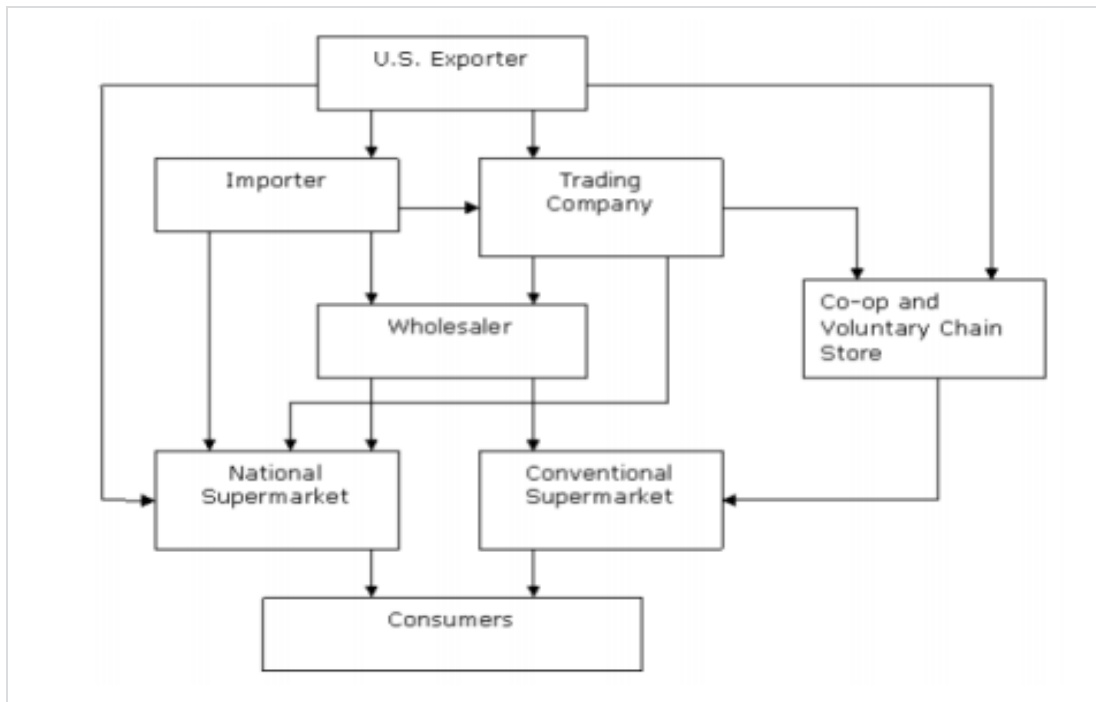 U.S. Exporter
Importer
Trading
Company
Wholesaler
Co-op and
Voluntary Chain
Store
National
Supermarket
Conventional
Supermarket
Consumers